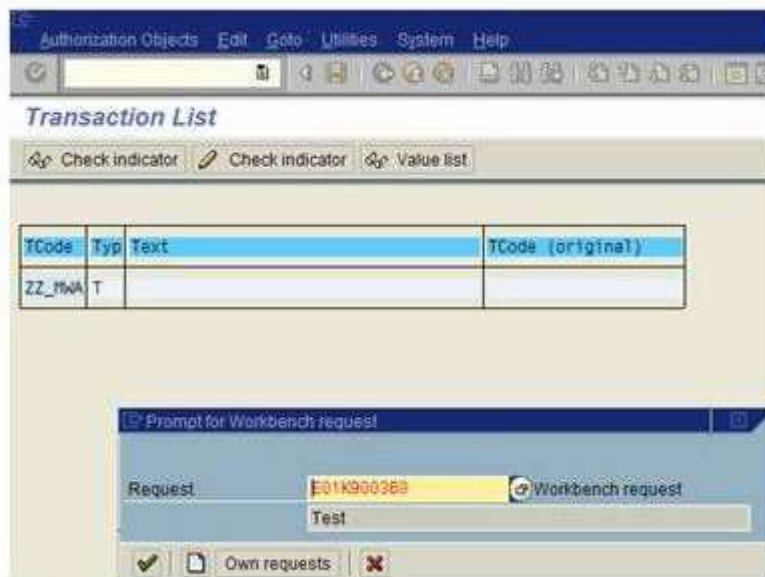 Authorization Objects Edit Goto Utilities System Help
Transaction List
Check indicator Check indicator Value list
TCode Typ Text TCode (original)
ZZ_MWA T
Prompt for Workbench request
Request E01K900360 Workbench request
Test
Own requests